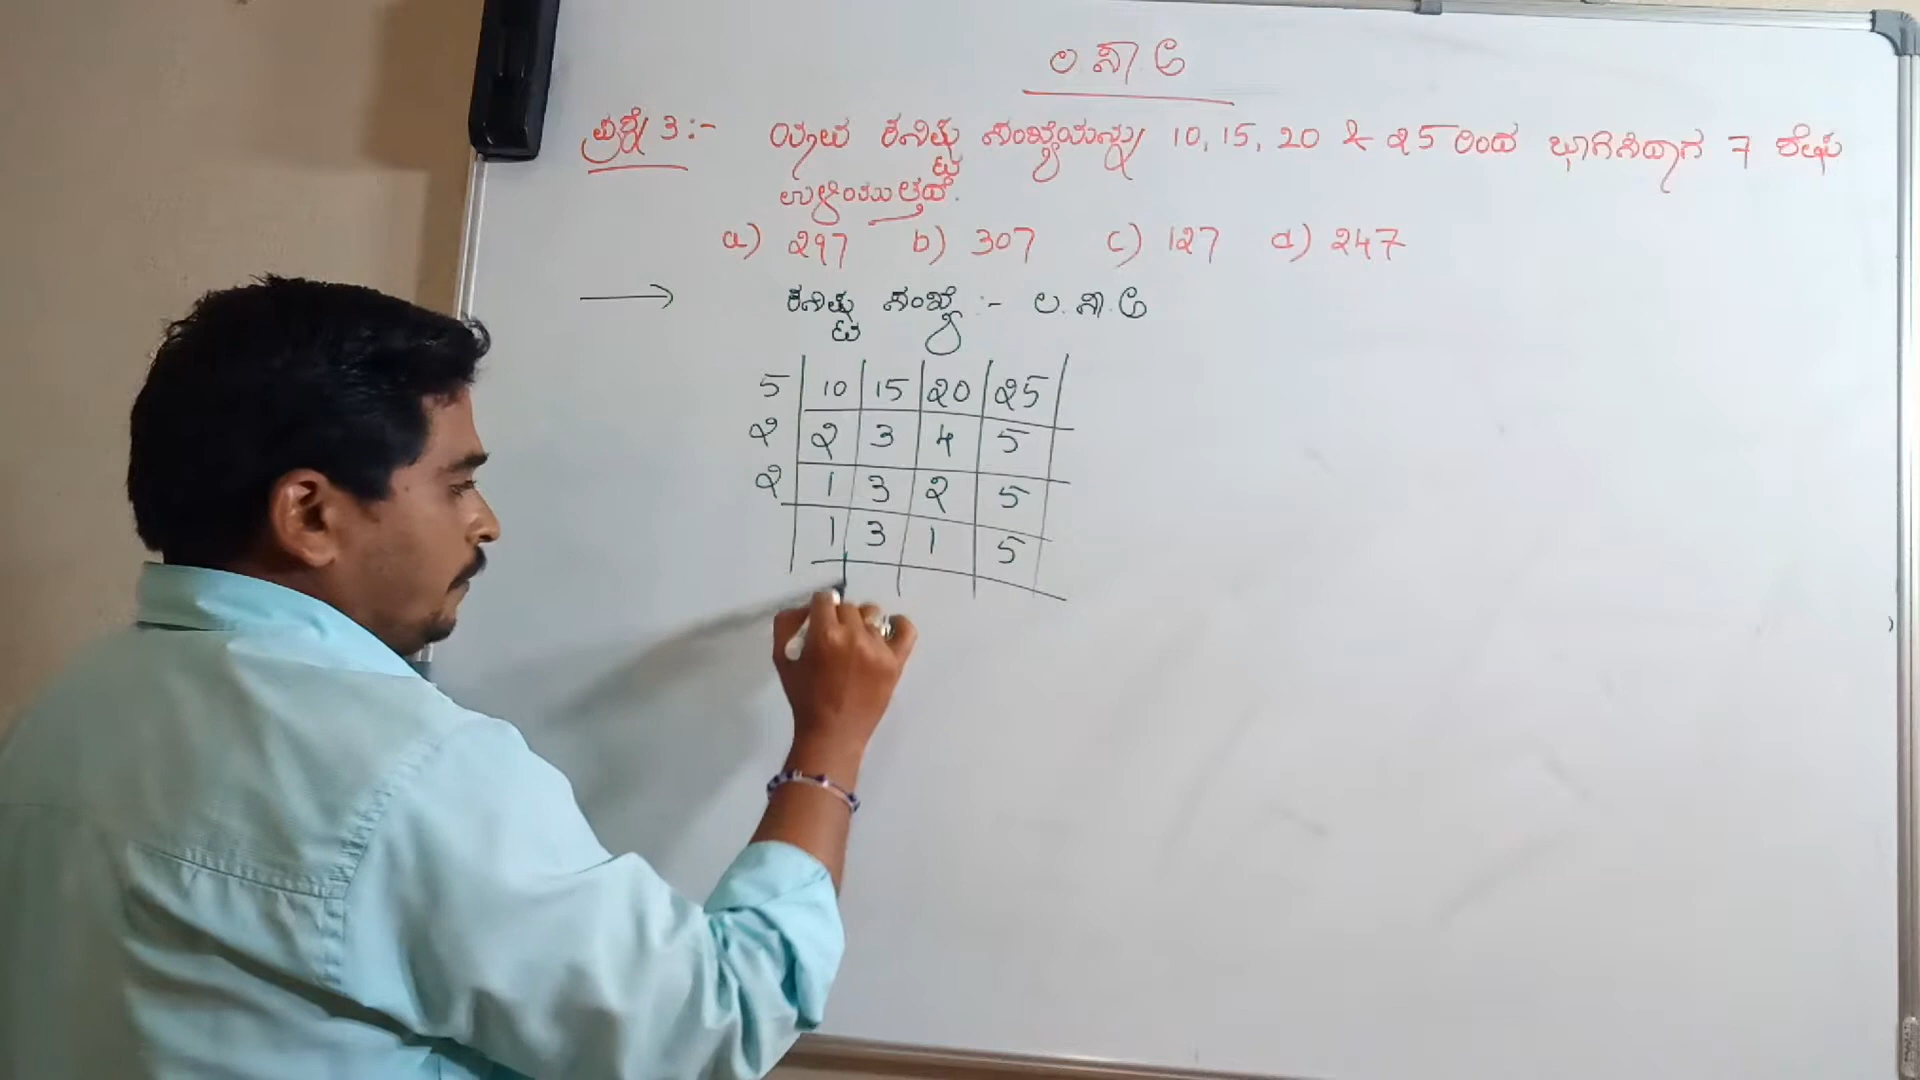 ಲ.ಸಾ.ಅ
ಪ್ರಶ್ನೆ 3:- ಯಾವ ಕನಿಷ್ಟ ಸಂಖ್ಯೆಯನ್ನು 10, 15, 20 & 25 ರಿಂದ ಭಾಗಿಸಿದಾಗ 7 ಶೇಷ
ಉಳಿಯುತ್ತದೆ.
a) 297 b) 307 c) 127 d) 247
→ ಕನಿಷ್ಟ ಸಂಖ್ಯೆ :- ಲ.ಸಾ.ಅ
5 | 10 | 15 | 20 | 25
2 | 2 | 3 | 4 | 5
2 | 1 | 3 | 2 | 5
1 | 3 | 1 | 5